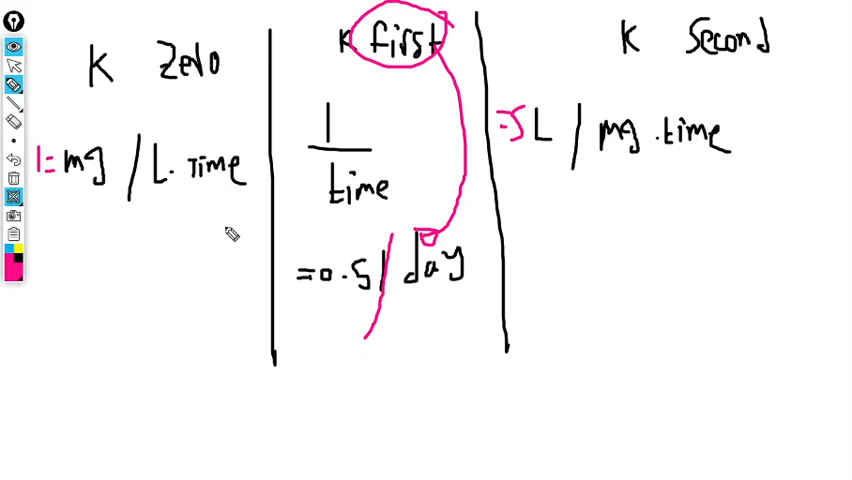 K Zero
1= mg / L. Time
K first
1
time
= 0.5 / day
K Second
=5 L / mg .time